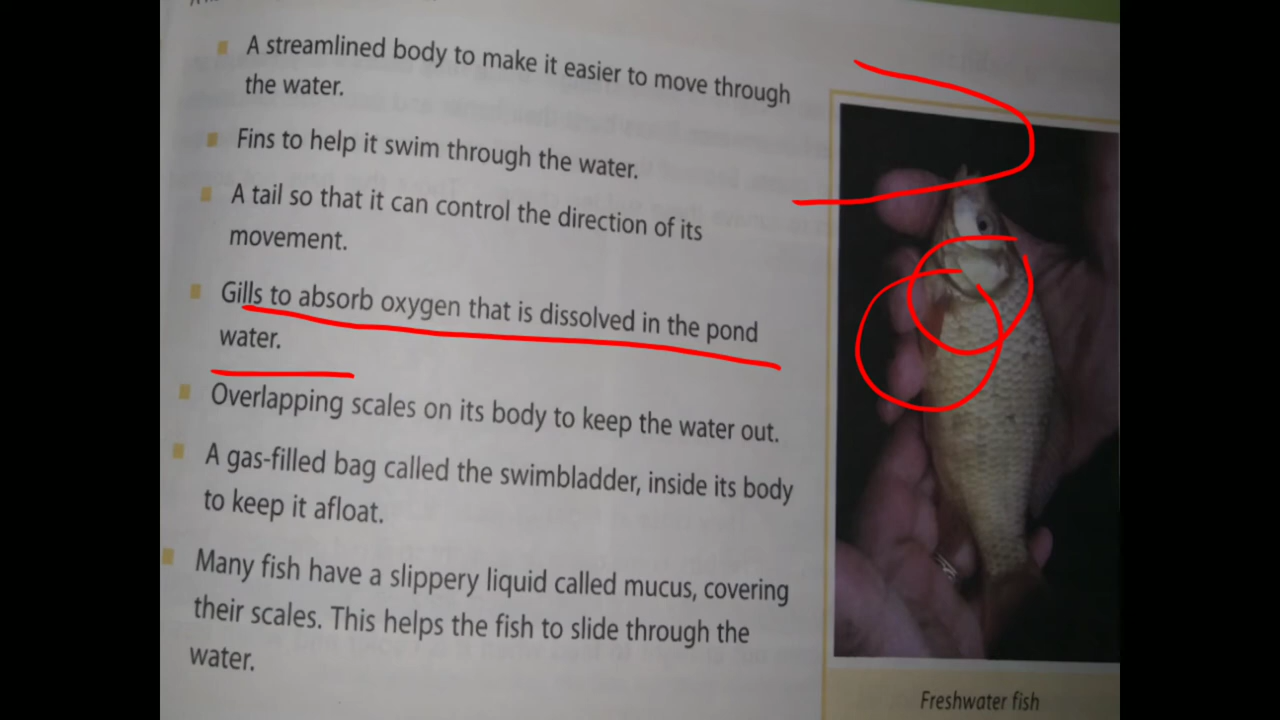 A streamlined body to make it easier to move through
the water.
Fins to help it swim through the water.
A tail so that it can control the direction of its
movement.
Gills to absorb oxygen that is dissolved in the pond
water.
Overlapping scales on its body to keep the water out.
A gas-filled bag called the swimbladder, inside its body
to keep it afloat.
Many fish have a slippery liquid called mucus, covering
their scales. This helps the fish to slide through the
water.
Freshwater fish